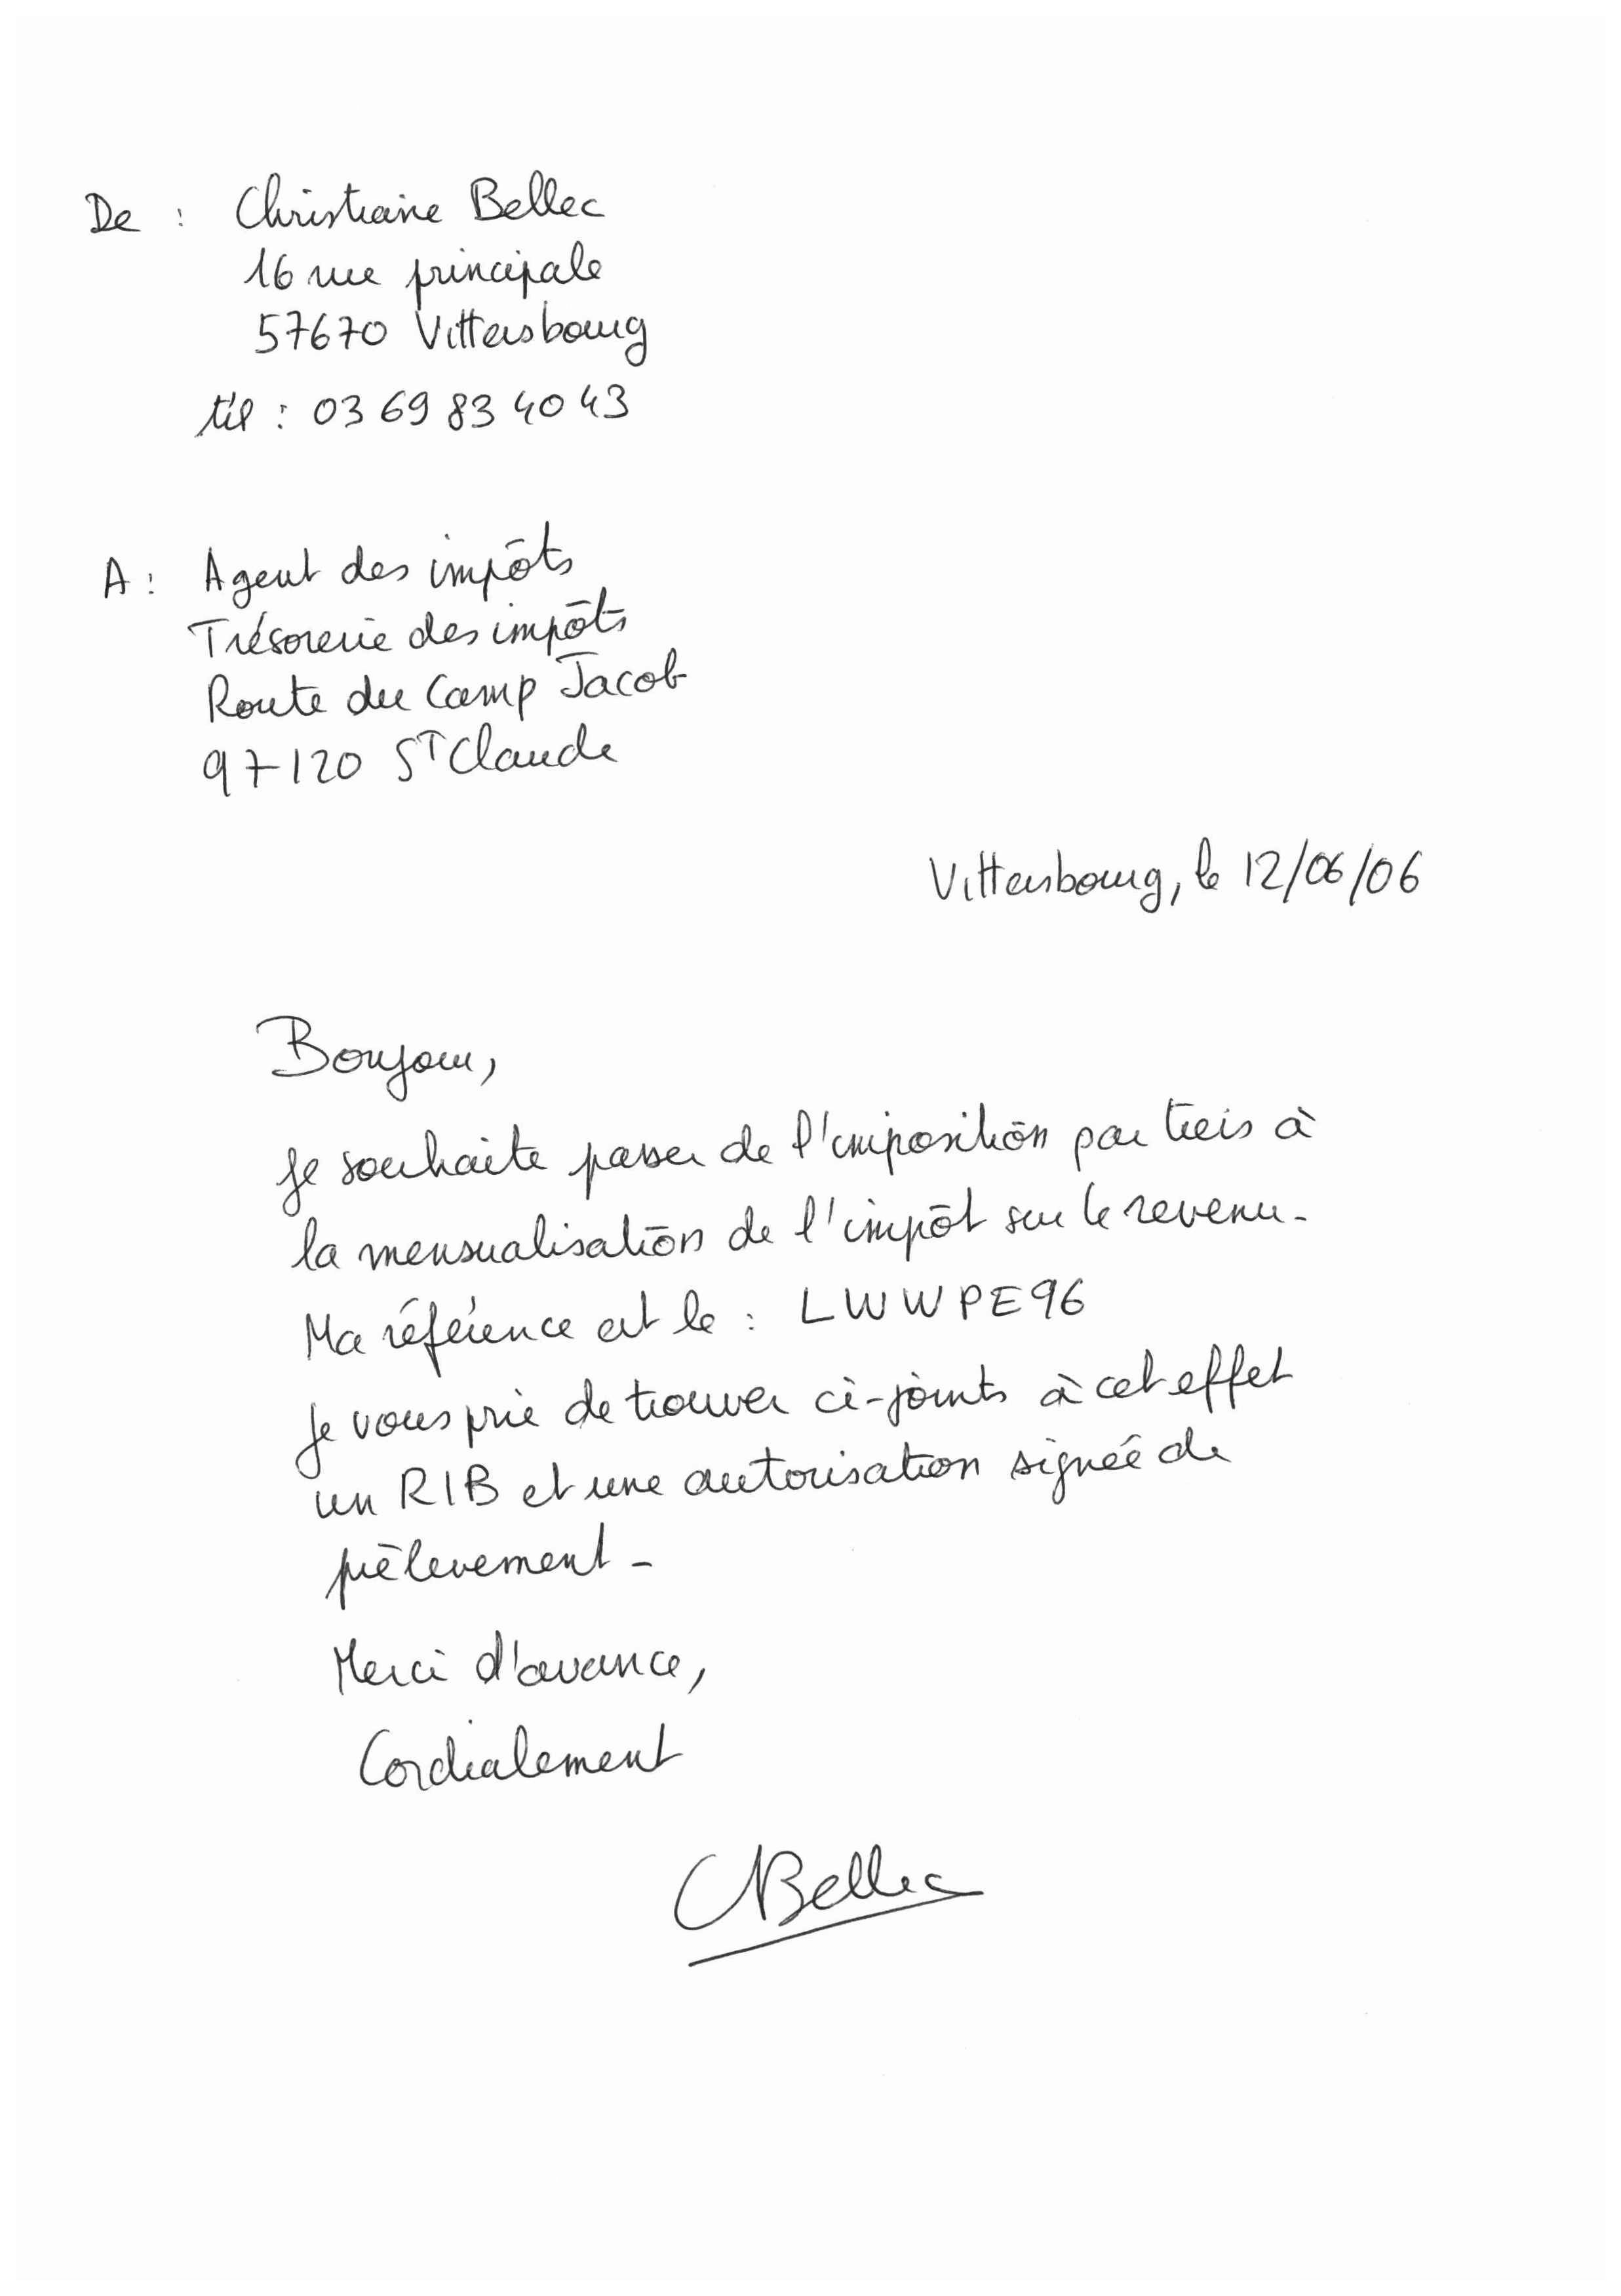 De : Christiane Bellec
16 rue principale
57670 Vittersbourg
tél : 03 69 83 40 43
A : Agent des impôts
Trésorerie des impôts
Route du Camp Jacob
97120 ST Claude
Vittersbourg, le 12/06/06
Bonjour,
Je souhaite passer de l'imposition par tiers à
la mensualisation de l'impôt sur le revenu.
Ma référence est le : LWWPE96
Je vous prie de trouver ci-joints à cet effet
un RIB et une autorisation signée de
prélevement.
Merci d'avance,
Cordialement
CBellec